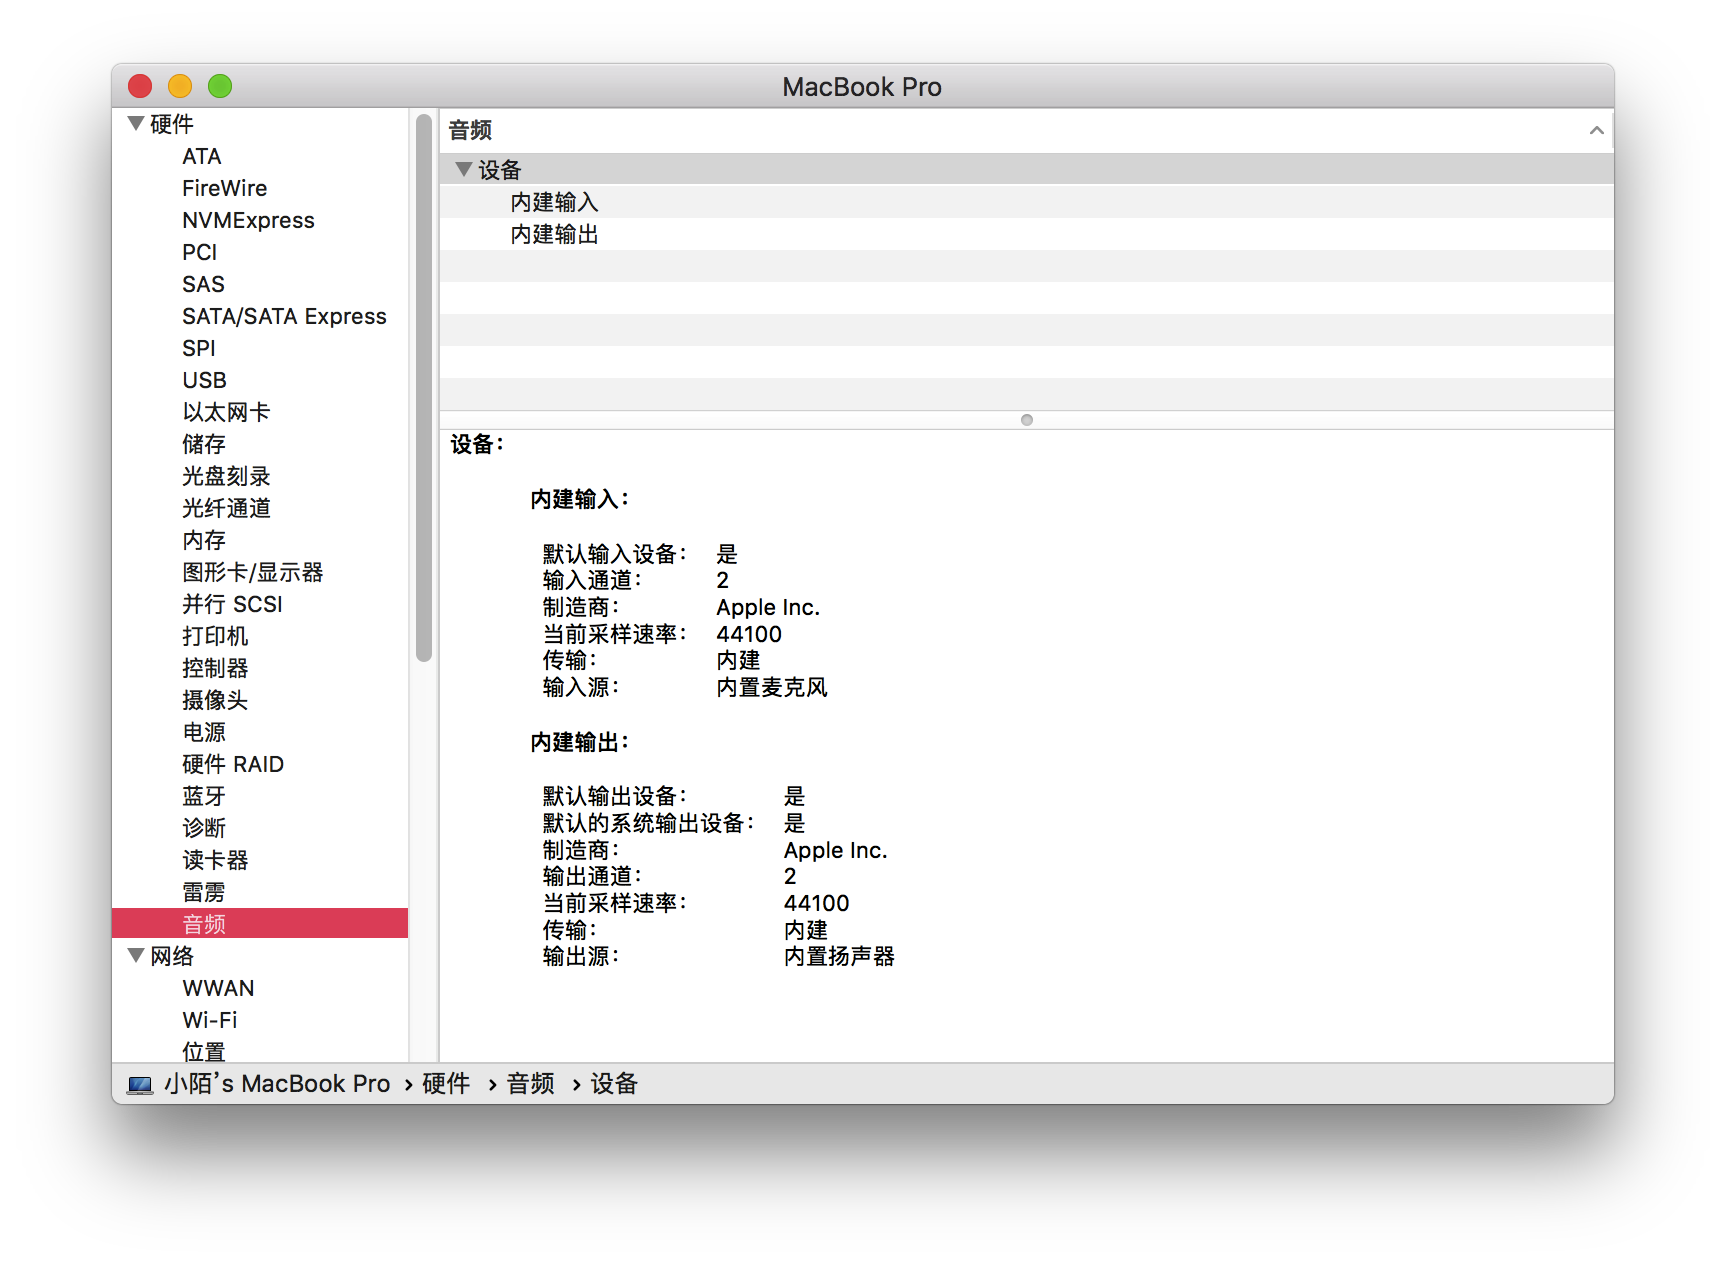 MacBook Pro
硬件
ATA
FireWire
NVMExpress
PCI
SAS
SATA/SATA Express
SPI
USB
以太网卡
储存
光盘刻录
光纤通道
内存
图形卡/显示器
并行 SCSI
打印机
控制器
摄像头
电源
硬件 RAID
蓝牙
诊断
读卡器
雷雳
音频
网络
WWAN
Wi-Fi
位置
音频
设备
内建输入
内建输出
设备：
内建输入：
默认输入设备： 是
输入通道： 2
制造商： Apple Inc.
当前采样速率： 44100
传输： 内建
输入源： 内置麦克风
内建输出：
默认输出设备： 是
默认的系统输出设备： 是
制造商： Apple Inc.
输出通道： 2
当前采样速率： 44100
传输： 内建
输出源： 内置扬声器
小陌’s MacBook Pro › 硬件 › 音频 › 设备